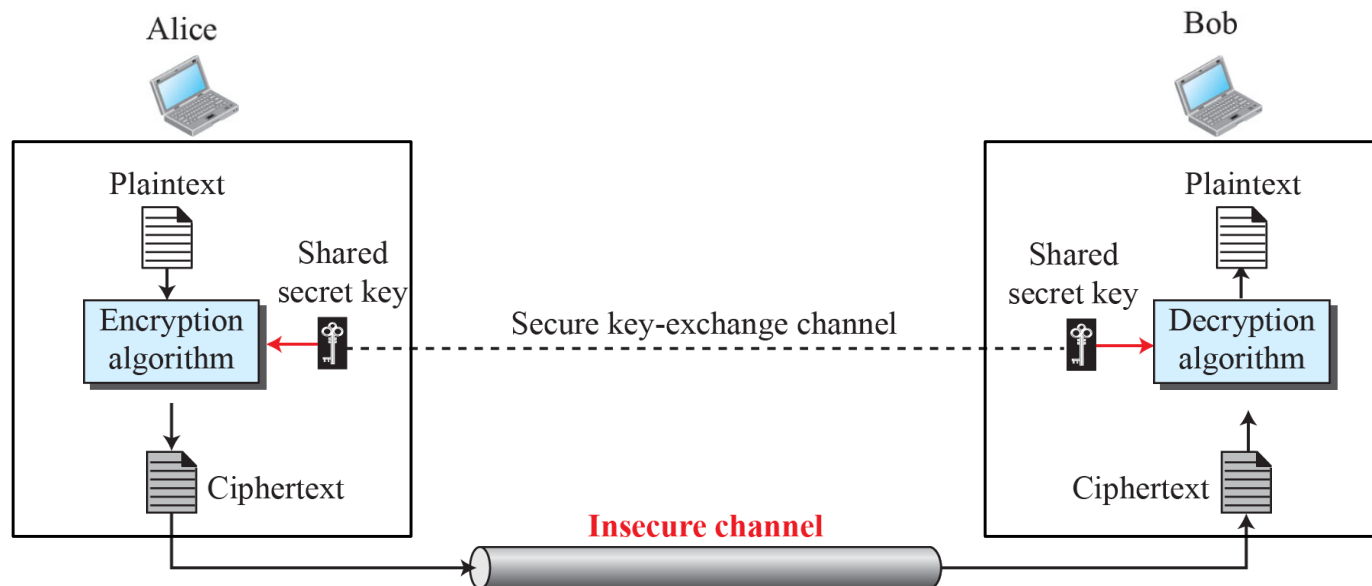 Alice
Bob
Plaintext
Shared
secret key
Encryption
algorithm
Ciphertext
Secure key-exchange channel
Insecure channel
Plaintext
Shared
secret key
Decryption
algorithm
Ciphertext